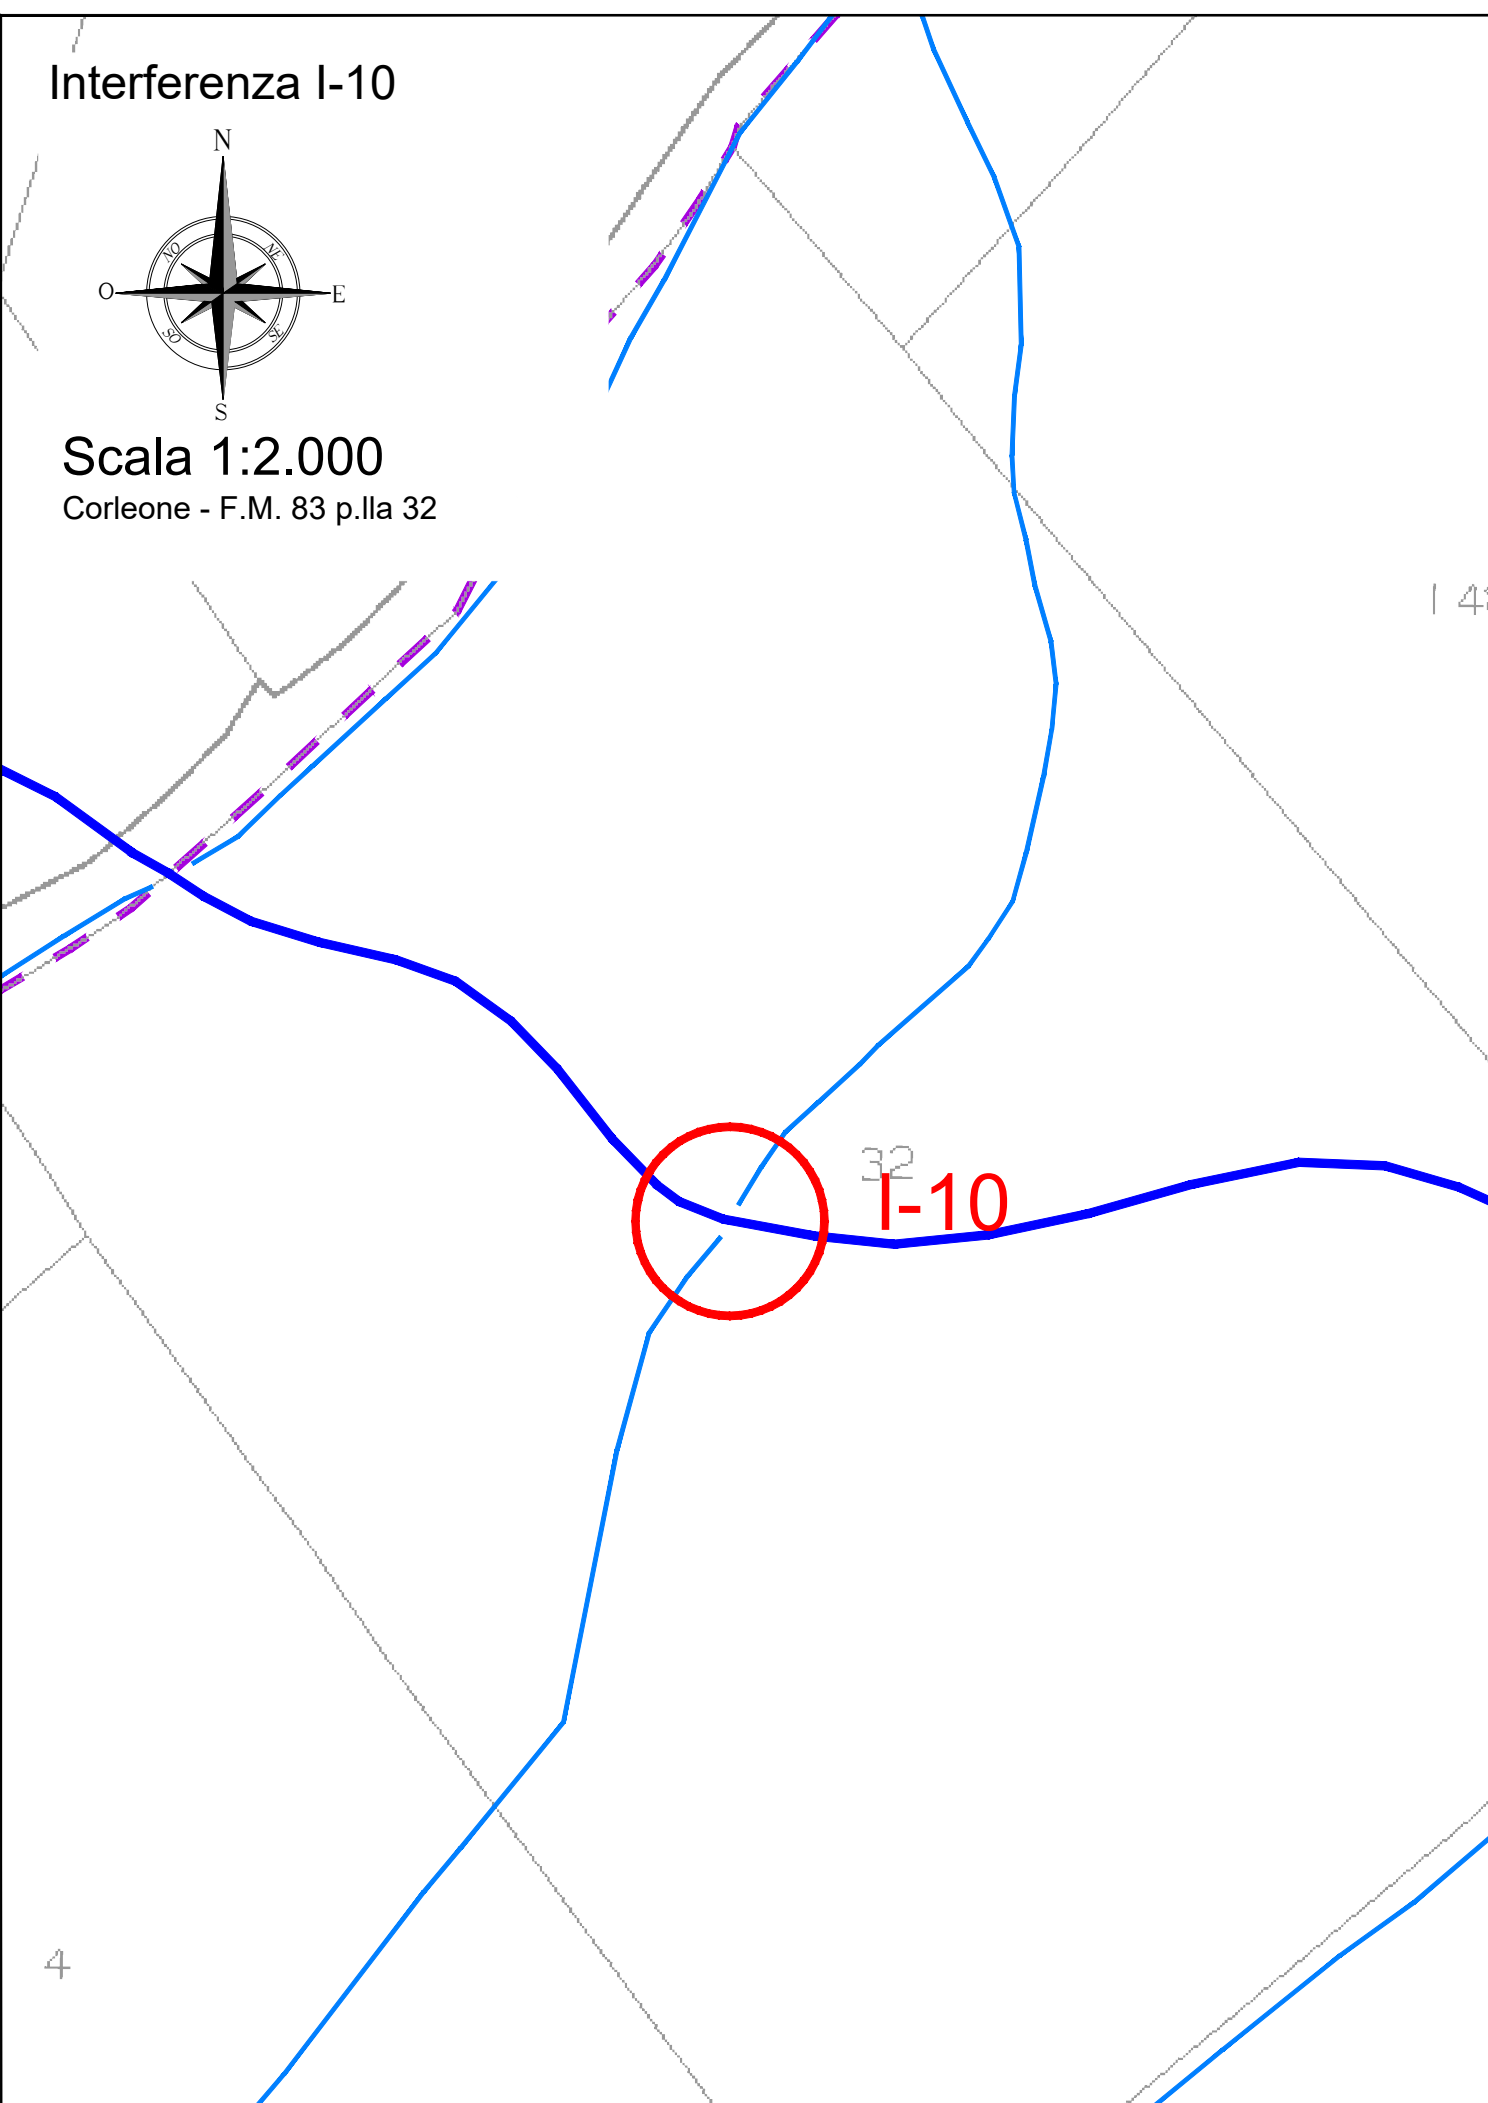 Interferenza I-10
N
NO
NE
O
E
SO
SE
S
Scala 1:2.000
Corleone - F.M. 83 p.lla 32
32
I-10
4